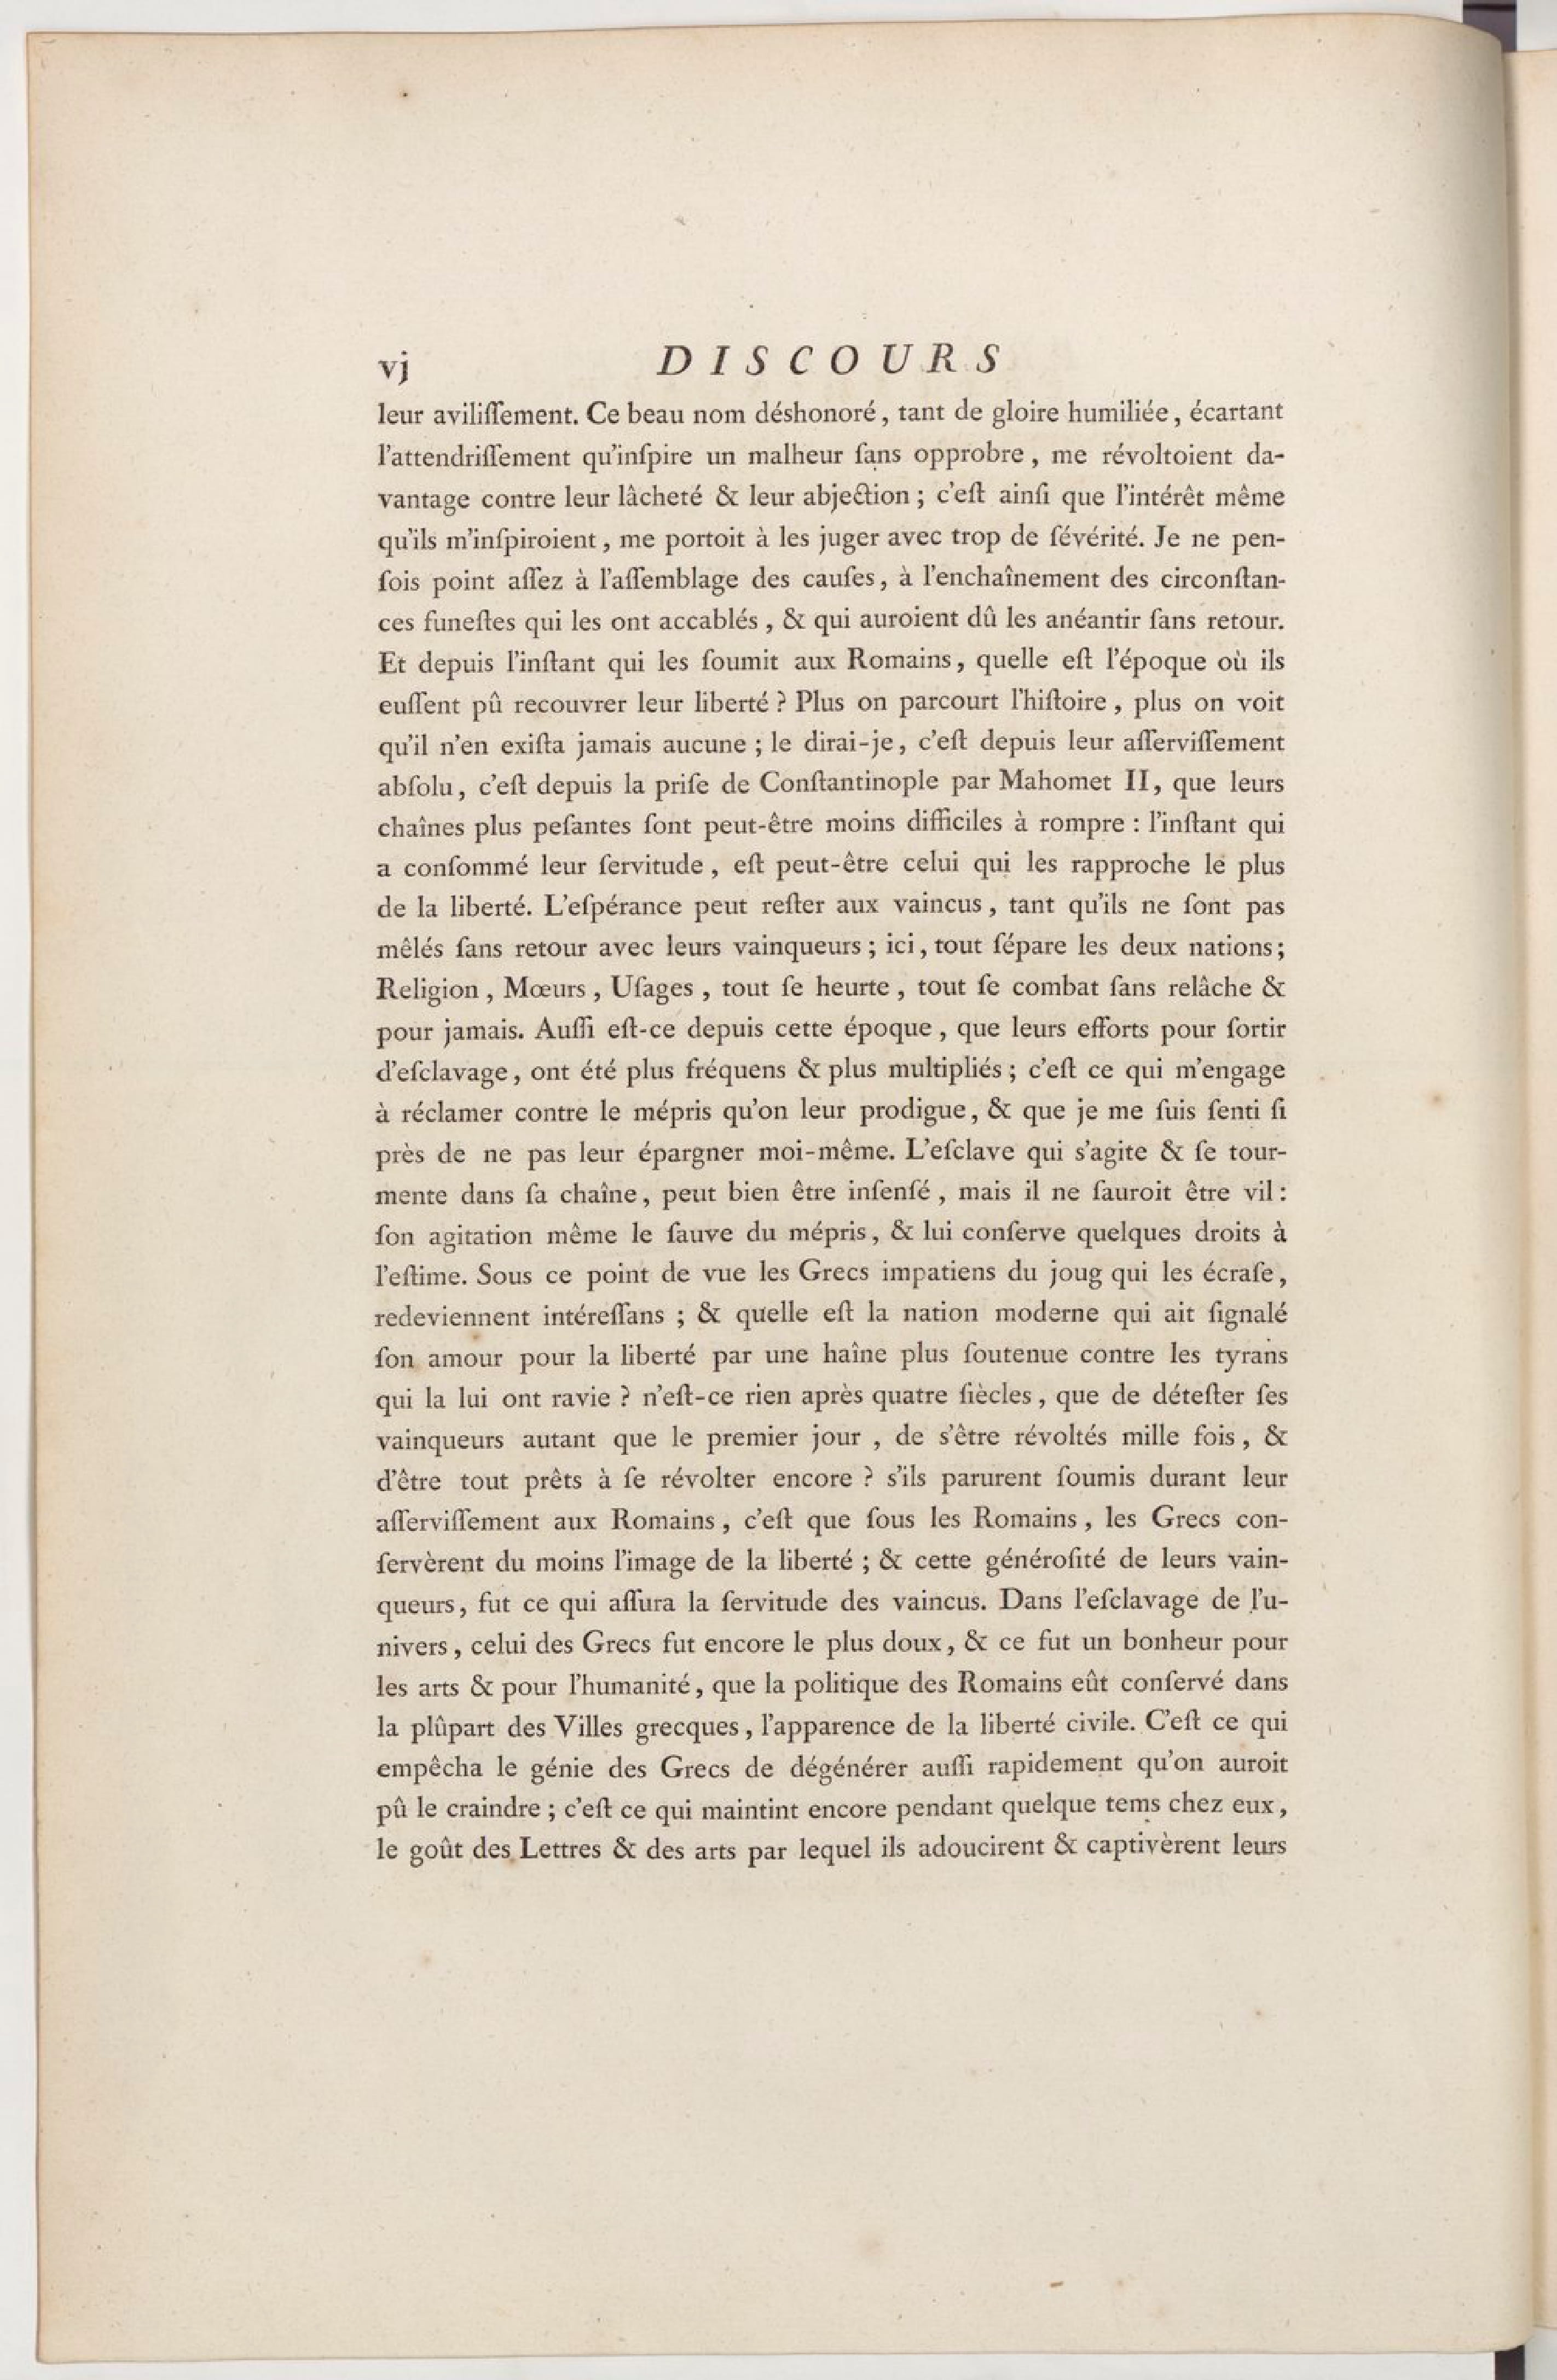 vj DISCOURS
leur aviliſſement. Ce beau nom déshonoré, tant de gloire humiliée, écartant
l'attendriſſement qu'inſpire un malheur ſans opprobre, me révoltoient da-
vantage contre leur lâcheté & leur abjection ; c'eſt ainſi que l'intérêt même
qu'ils m'inſpiroient, me portoit à les juger avec trop de ſévérité. Je ne pen-
ſois point aſſez à l'aſſemblage des cauſes, à l'enchaînement des circonſtan-
ces funeſtes qui les ont accablés, & qui auroient dû les anéantir ſans retour.
Et depuis l'inſtant qui les ſoumit aux Romains, quelle eſt l'époque où ils
euſſent pû recouvrer leur liberté ? Plus on parcourt l'hiſtoire, plus on voit
qu'il n'en exiſta jamais aucune ; le dirai-je, c'eſt depuis leur aſſerviſſement
abſolu, c'eſt depuis la priſe de Conſtantinople par Mahomet II, que leurs
chaînes plus peſantes ſont peut-être moins difficiles à rompre : l'inſtant qui
a conſommé leur ſervitude, eſt peut-être celui qui les rapproche le plus
de la liberté. L'eſpérance peut reſter aux vaincus, tant qu'ils ne ſont pas
mêlés ſans retour avec leurs vainqueurs ; ici, tout ſépare les deux nations ;
Religion, Mœurs, Uſages, tout ſe heurte, tout ſe combat ſans relâche &
pour jamais. Auſſi eſt-ce depuis cette époque, que leurs efforts pour ſortir
d'eſclavage, ont été plus fréquens & plus multipliés ; c'eſt ce qui m'engage
à réclamer contre le mépris qu'on leur prodigue, & que je me ſuis ſenti ſi
près de ne pas leur épargner moi-même. L'eſclave qui s'agite & ſe tour-
mente dans ſa chaîne, peut bien être inſenſé, mais il ne ſauroit être vil :
ſon agitation même le ſauve du mépris, & lui conſerve quelques droits à
l'eſtime. Sous ce point de vue les Grecs impatiens du joug qui les écraſe,
redeviennent intéreſſans ; & quelle eſt la nation moderne qui ait ſignalé
ſon amour pour la liberté par une haîne plus ſoutenue contre les tyrans
qui la lui ont ravie ? n'eſt-ce rien après quatre ſiècles, que de déteſter ſes
vainqueurs autant que le premier jour, de s'être révoltés mille fois, &
d'être tout prêts à ſe révolter encore ? s'ils parurent ſoumis durant leur
aſſerviſſement aux Romains, c'eſt que ſous les Romains, les Grecs con-
ſervèrent du moins l'image de la liberté ; & cette généroſité de leurs vain-
queurs, fut ce qui aſſura la ſervitude des vaincus. Dans l'eſclavage de l'u-
nivers, celui des Grecs fut encore le plus doux, & ce fut un bonheur pour
les arts & pour l'humanité, que la politique des Romains eût conſervé dans
la plûpart des Villes grecques, l'apparence de la liberté civile. C'eſt ce qui
empêcha le génie des Grecs de dégénérer auſſi rapidement qu'on auroit
pû le craindre ; c'eſt ce qui maintint encore pendant quelque tems chez eux,
le goût des Lettres & des arts par lequel ils adoucirent & captivèrent leurs